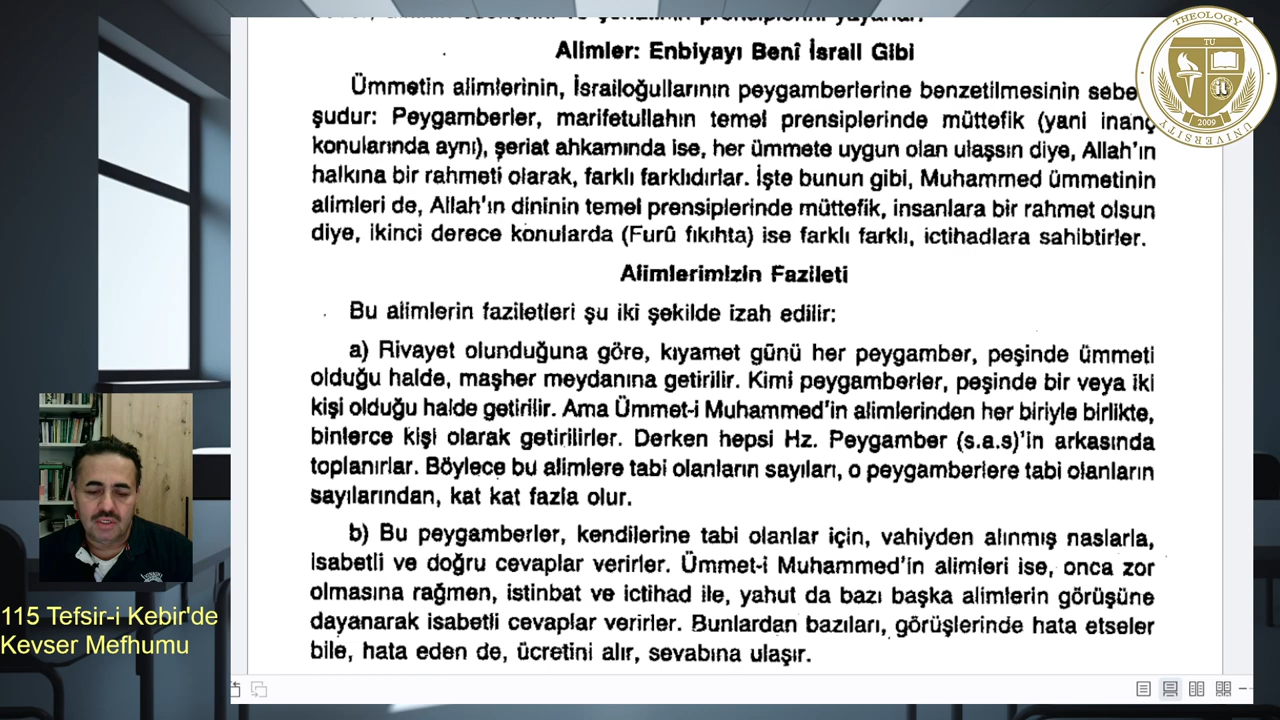 prensiplerini yayarlar.
Alimler: Enbiyayı Benî İsrail Gibi
Ümmetin alimlerinin, İsrailoğullarının peygamberlerine benzetilmesinin sebe
şudur: Peygamberler, marifetullahın temel prensiplerinde müttefik (yani inanç
konularında aynı), şeriat ahkamında ise, her ümmete uygun olan ulaşsın diye, Allah'ın
halkına bir rahmeti olarak, farklı farklıdırlar. İşte bunun gibi, Muhammed ümmetinin
alimleri de, Allah'ın dininin temel prensiplerinde müttefik, insanlara bir rahmet olsun
diye, ikinci derece konularda (Furû fıkıhta) ise farklı farklı, ictihadlara sahibtirler.
Alimlerimizin Fazileti
Bu alimlerin faziletleri şu iki şekilde izah edilir:
a) Rivayet olunduğuna göre, kıyamet günü her peygamber, peşinde ümmeti
olduğu halde, maşher meydanına getirilir. Kimi peygamberler, peşinde bir veya iki
kişi olduğu halde getirilir. Ama Ümmet-i Muhammed'in alimlerinden her biriyle birlikte,
binlerce kişi olarak getirilirler. Derken hepsi Hz. Peygamber (s.a.s)'in arkasında
toplanırlar. Böylece bu alimlere tabi olanların sayıları, o peygamberlere tabi olanların
sayılarından, kat kat fazla olur.
b) Bu peygamberler, kendilerine tabi olanlar için, vahiyden alınmış naslarla,
isabetli ve doğru cevaplar verirler. Ümmet-i Muhammed'in alimleri ise, onca zor
olmasına rağmen, istinbat ve ictihad ile, yahut da bazı başka alimlerin görüşüne
dayanarak isabetli cevaplar verirler. Bunlardan bazıları, görüşlerinde hata etseler
bile, hata eden de, ücretini alır, sevabına ulaşır.
115 Tefsir-i Kebir'de
Kevser Mefhumu
THEOLOGY
TU
2009
UNIVERSITY